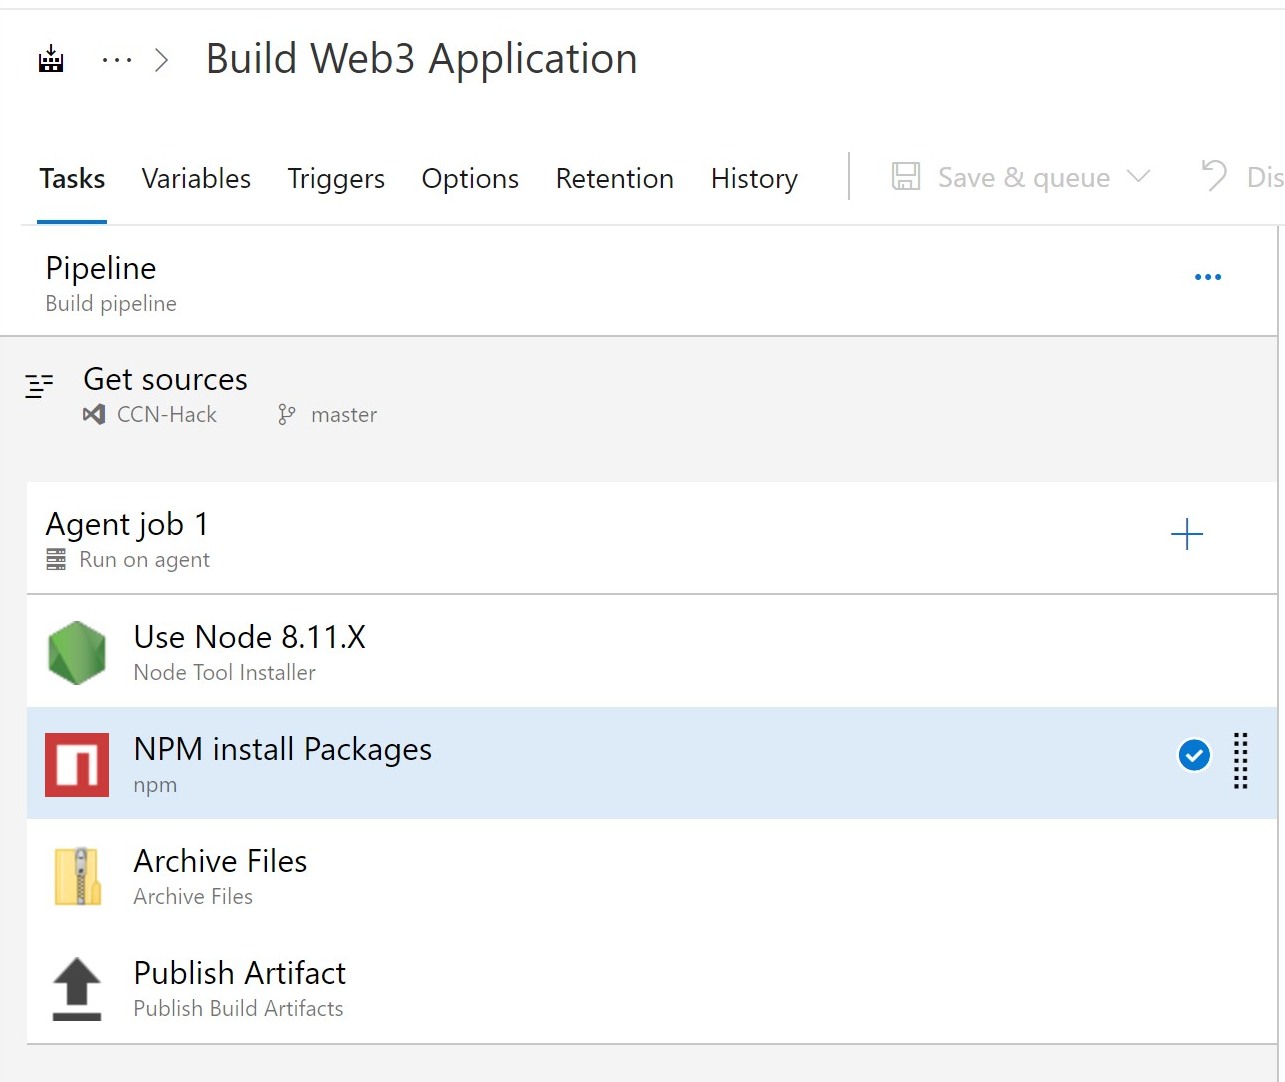 Build Web3 Application
Tasks Variables Triggers Options Retention History Save & queue Dis
Pipeline
Build pipeline
Get sources
CCN-Hack master
Agent job 1
Run on agent
Use Node 8.11.X
Node Tool Installer
NPM install Packages
npm
Archive Files
Archive Files
Publish Artifact
Publish Build Artifacts